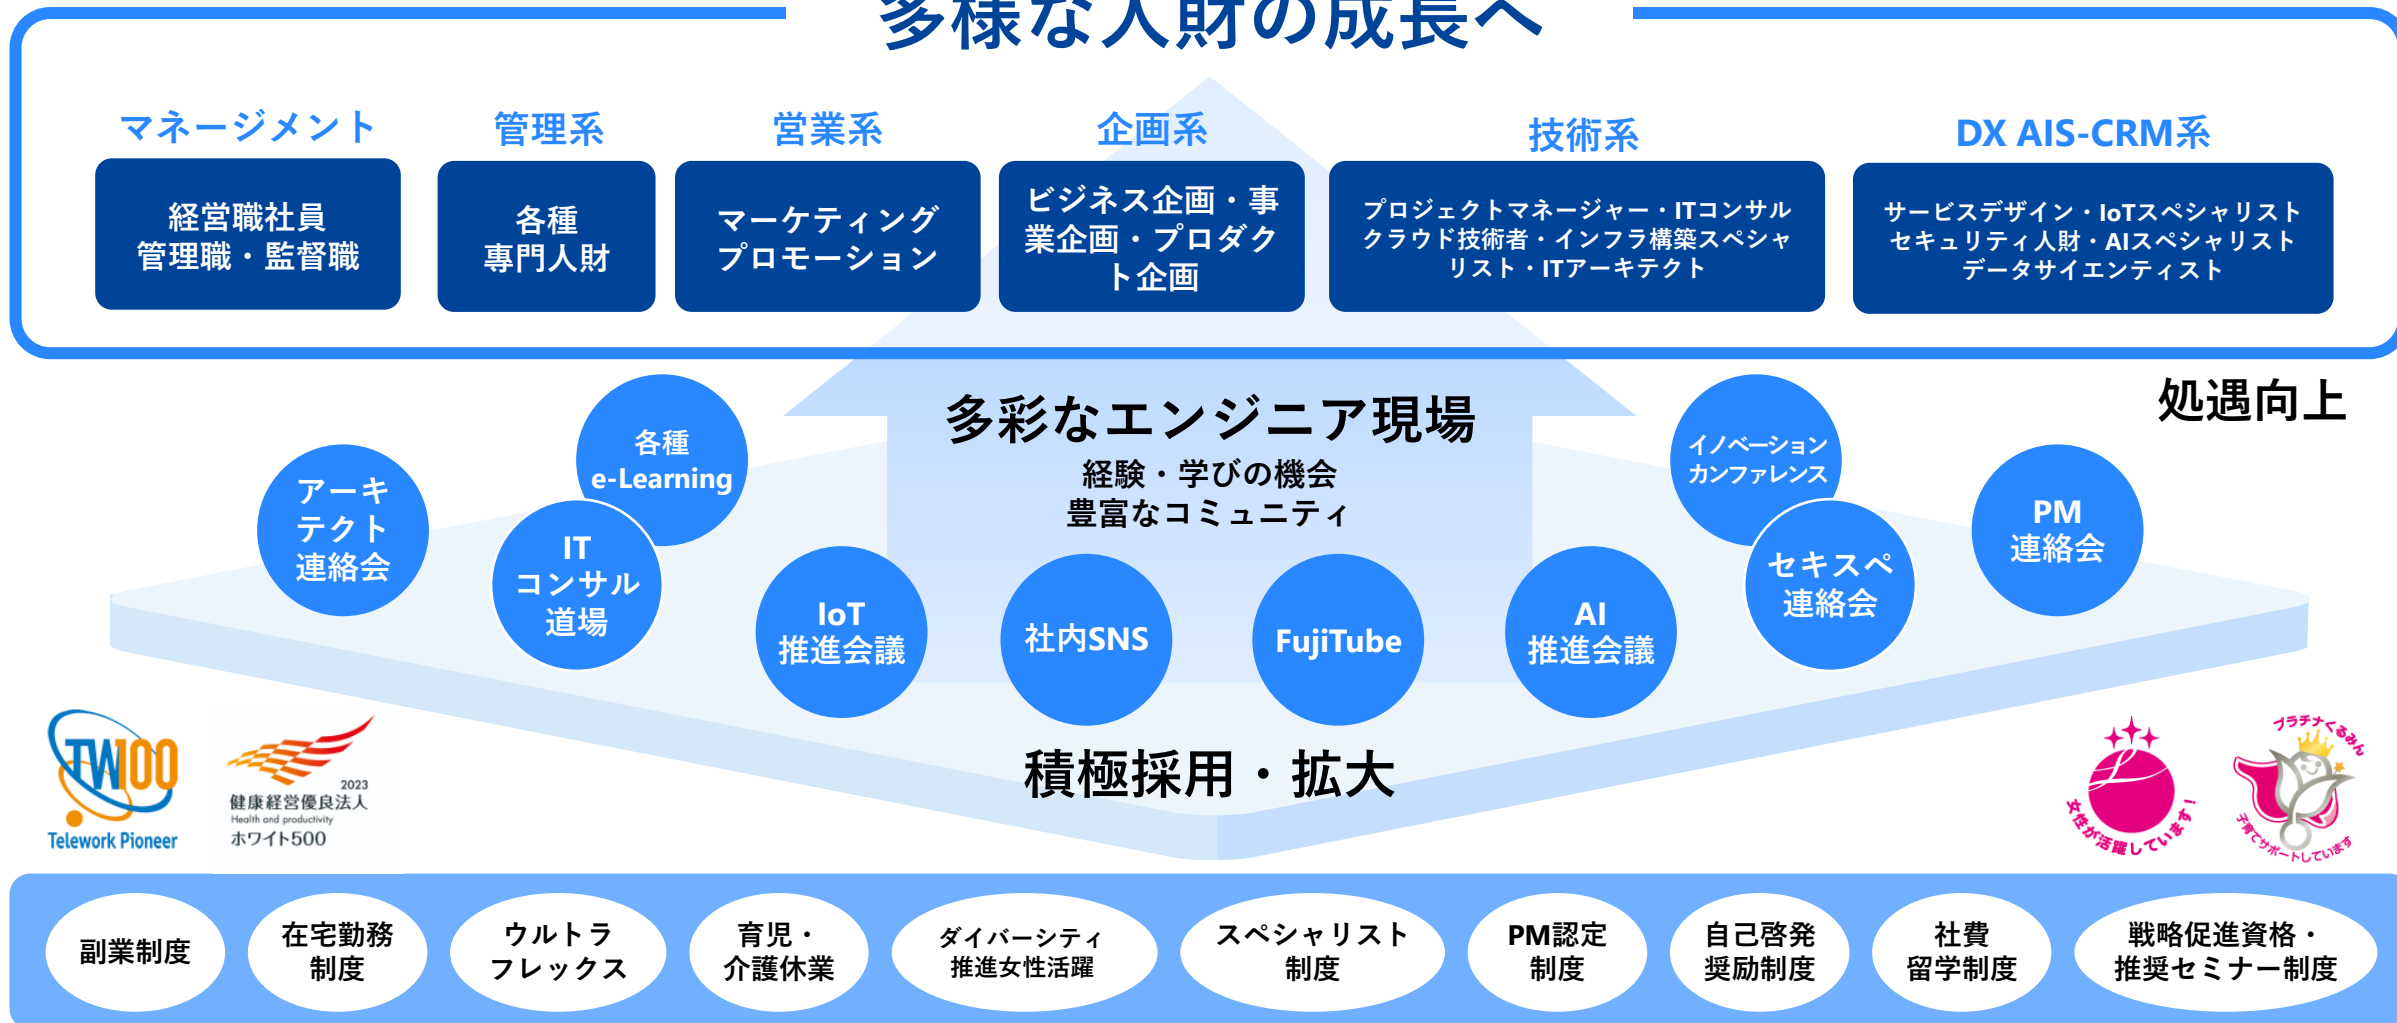 多様な人財の成長へ
マネージメント
経営職社員
管理職・監督職
管理系
各種
専門人財
営業系
マーケティング
プロモーション
企画系
ビジネス企画・事
業企画・プロダク
ト企画
技術系
プロジェクトマネージャー・ITコンサル
クラウド技術者・インフラ構築スペシャ
リスト・ITアーキテクト
DX AIS-CRM系
サービスデザイン・IoTスペシャリスト
セキュリティ人財・AIスペシャリスト
データサイエンティスト
処遇向上
多彩なエンジニア現場
経験・学びの機会
豊富なコミュニティ
アーキ
テクト
連絡会
各種
e-Learning
IT
コンサル
道場
IoT
推進会議
社内SNS
FujiTube
AI
推進会議
イノベーション
カンファレンス
セキスペ
連絡会
PM
連絡会
積極採用・拡大
TW100
Telework Pioneer
2023
健康経営優良法人
Health and productivity
ホワイト500
女性が活躍しています!
プラチナくるみん
子育てサポートしています
副業制度
在宅勤務
制度
ウルトラ
フレックス
育児・
介護休業
ダイバーシティ
推進女性活躍
スペシャリスト
制度
PM認定
制度
自己啓発
奨励制度
社費
留学制度
戦略促進資格・
推奨セミナー制度